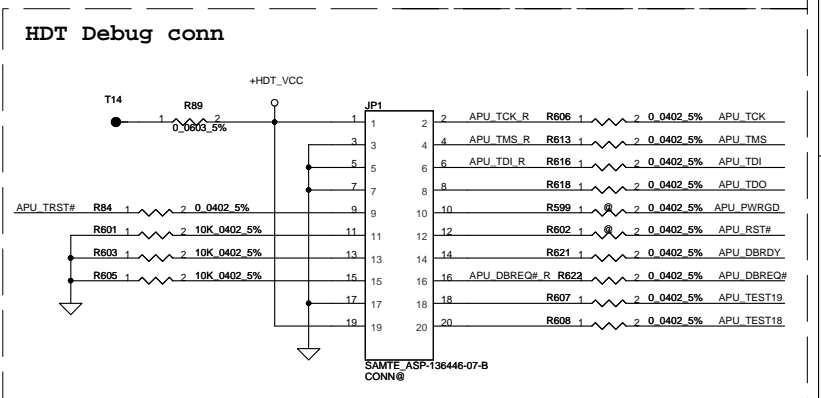 HDT Debug conn
+HDT_VCC
T14
R89
1 2
0_0603_5%
JP1
1 1 2 2 APU_TCK_R R606 1 2 0_0402_5% APU_TCK
3 3 4 4 APU_TMS_R R613 1 2 0_0402_5% APU_TMS
5 5 6 6 APU_TDI_R R616 1 2 0_0402_5% APU_TDI
7 7 8 8 R618 1 2 0_0402_5% APU_TDO
APU_TRST# R84 1 2 0_0402_5% 9 9 10 10 R599 1 @ 2 0_0402_5% APU_PWRGD
R601 1 2 10K_0402_5% 11 11 12 12 R602 1 @ 2 0_0402_5% APU_RST#
R603 1 2 10K_0402_5% 13 13 14 14 R621 1 2 0_0402_5% APU_DBRDY
R605 1 2 10K_0402_5% 15 15 16 16 APU_DBREQ#_R R622 1 2 0_0402_5% APU_DBREQ#
17 17 18 18 R607 1 2 0_0402_5% APU_TEST19
19 19 20 20 R608 1 2 0_0402_5% APU_TEST18
SAMTE_ASP-136446-07-B
CONN@